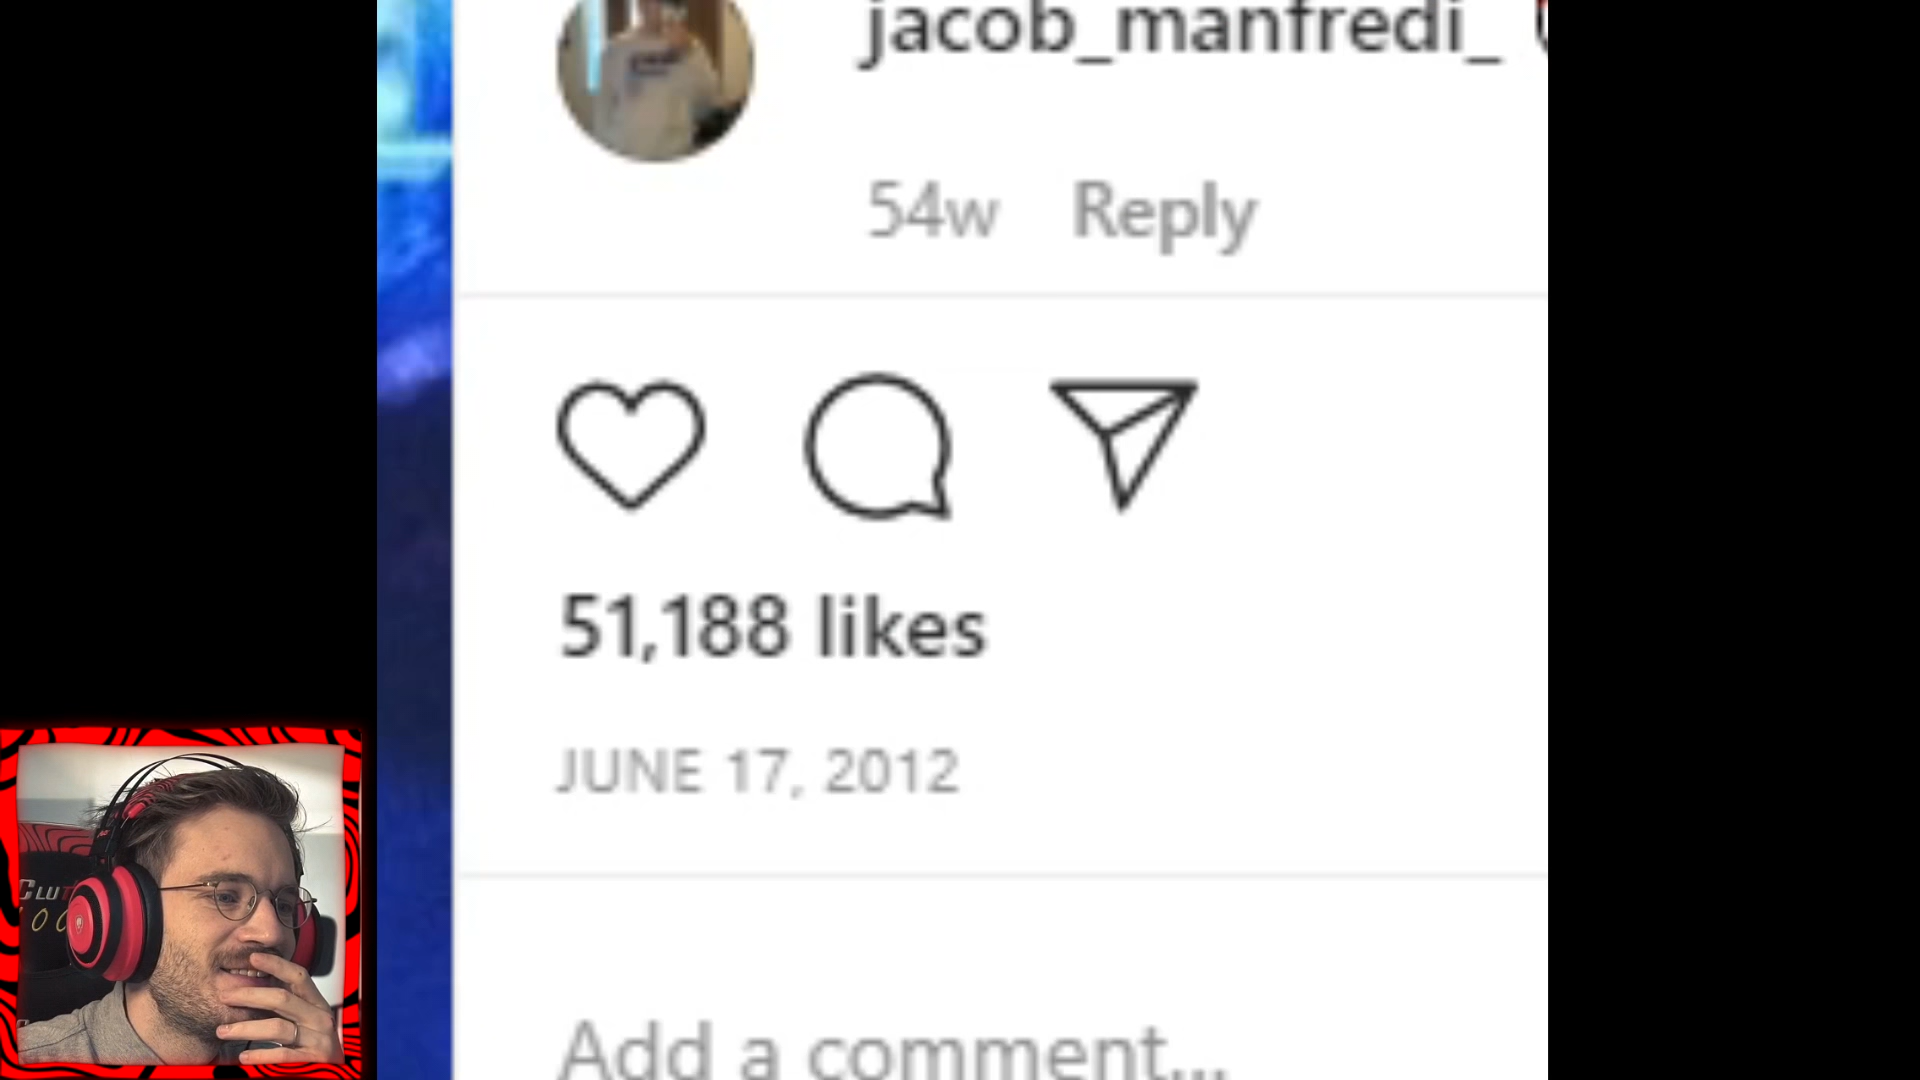 jacob_manfredi_
54w Reply
51,188 likes
JUNE 17, 2012
Add a comment...